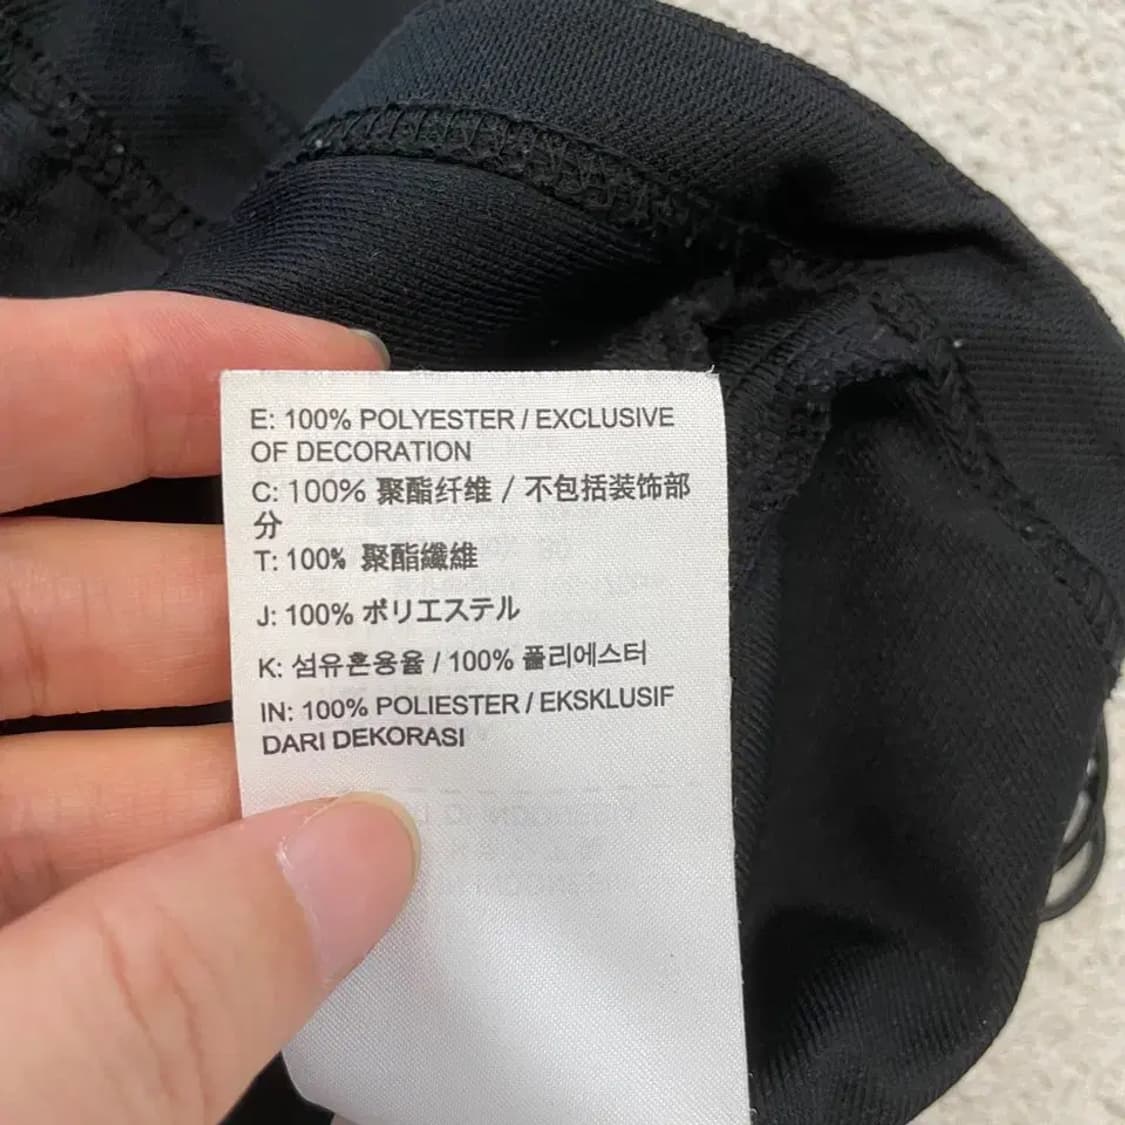 E: 100% POLYESTER / EXCLUSIVE
OF DECORATION
C: 100% 聚酯纤维 / 不包括装饰部
分
T: 100% 聚酯纖維
J: 100% ポリエステル
K: 섬유혼용율 / 100% 폴리에스터
IN: 100% POLIESTER / EKSKLUSIF
DARI DEKORASI